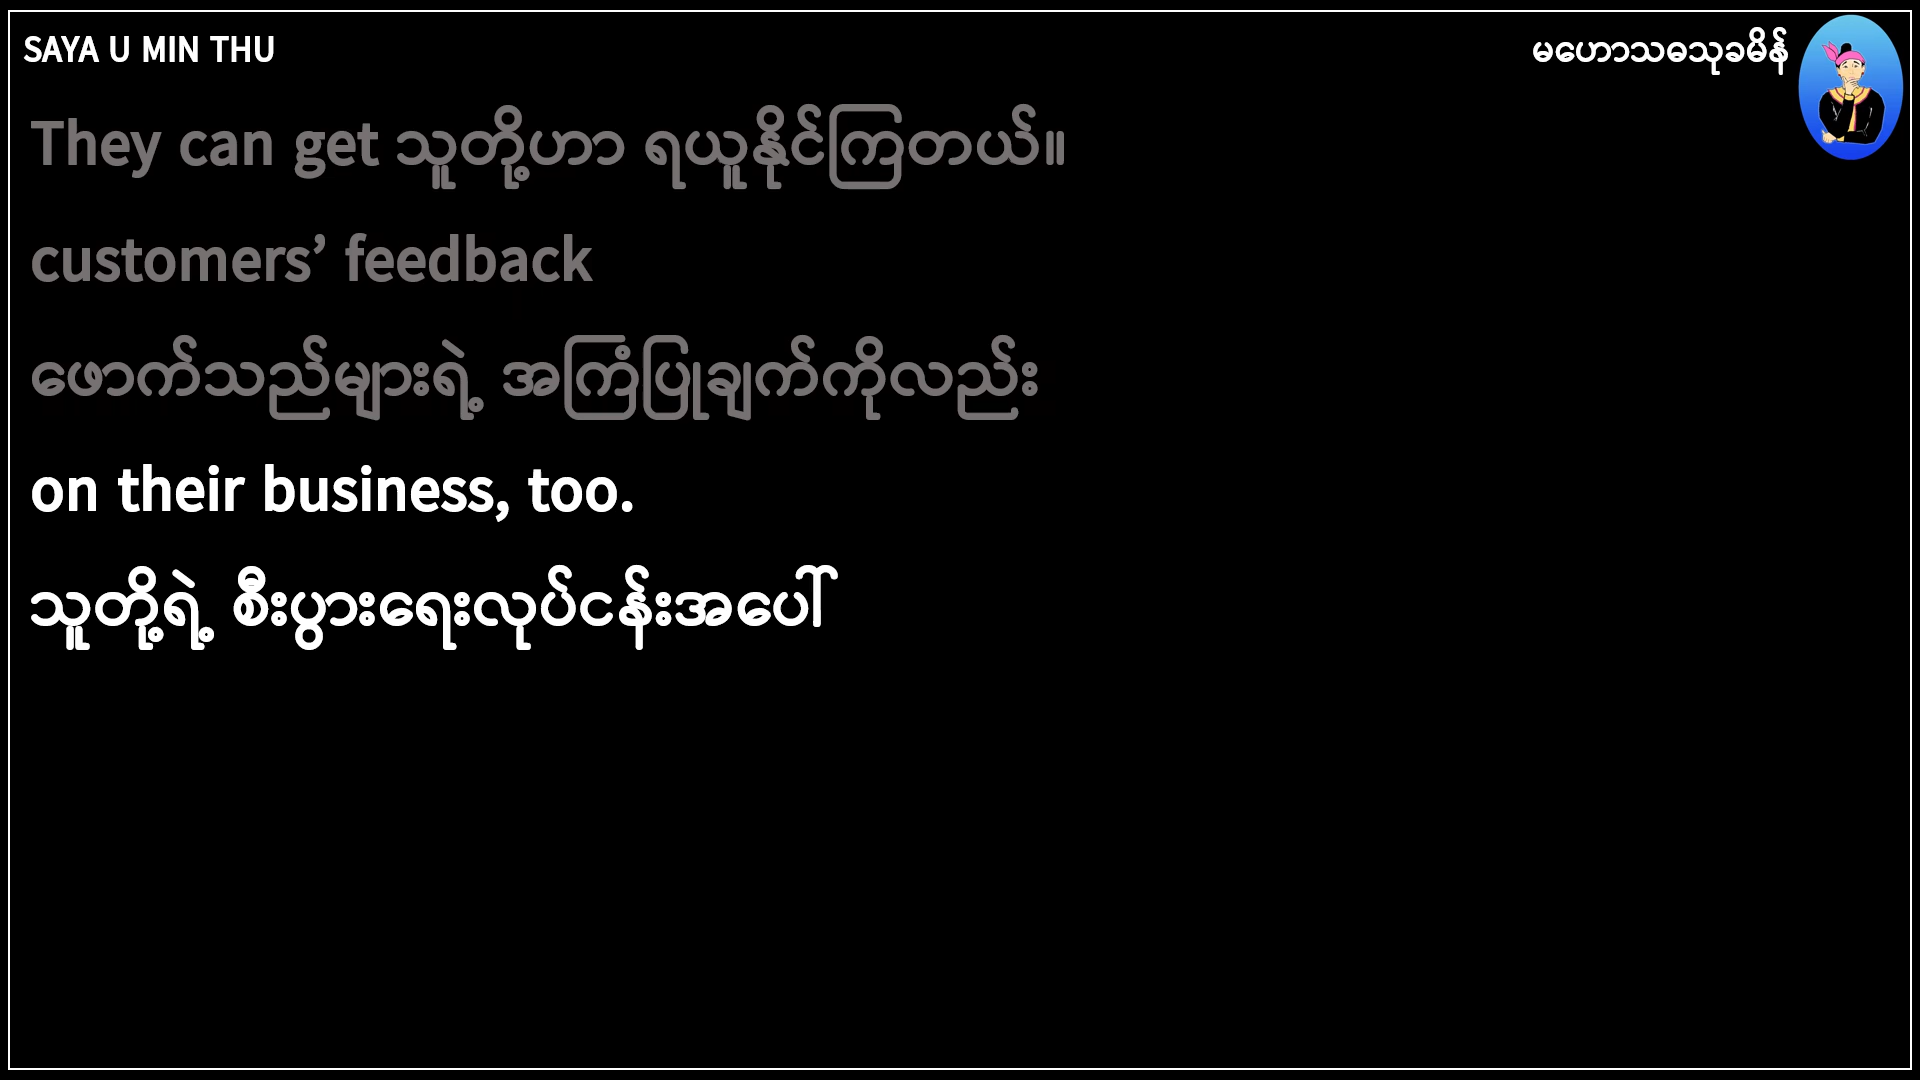 SAYA U MIN THU
မဟောသဓသုခမိန်
They can get သူတို့ဟာ ရယူနိုင်ကြတယ်။
customers’ feedback
ဖောက်သည်များရဲ့ အကြံပြုချက်ကိုလည်း
on their business, too.
သူတို့ရဲ့ စီးပွားရေးလုပ်ငန်းအပေါ်